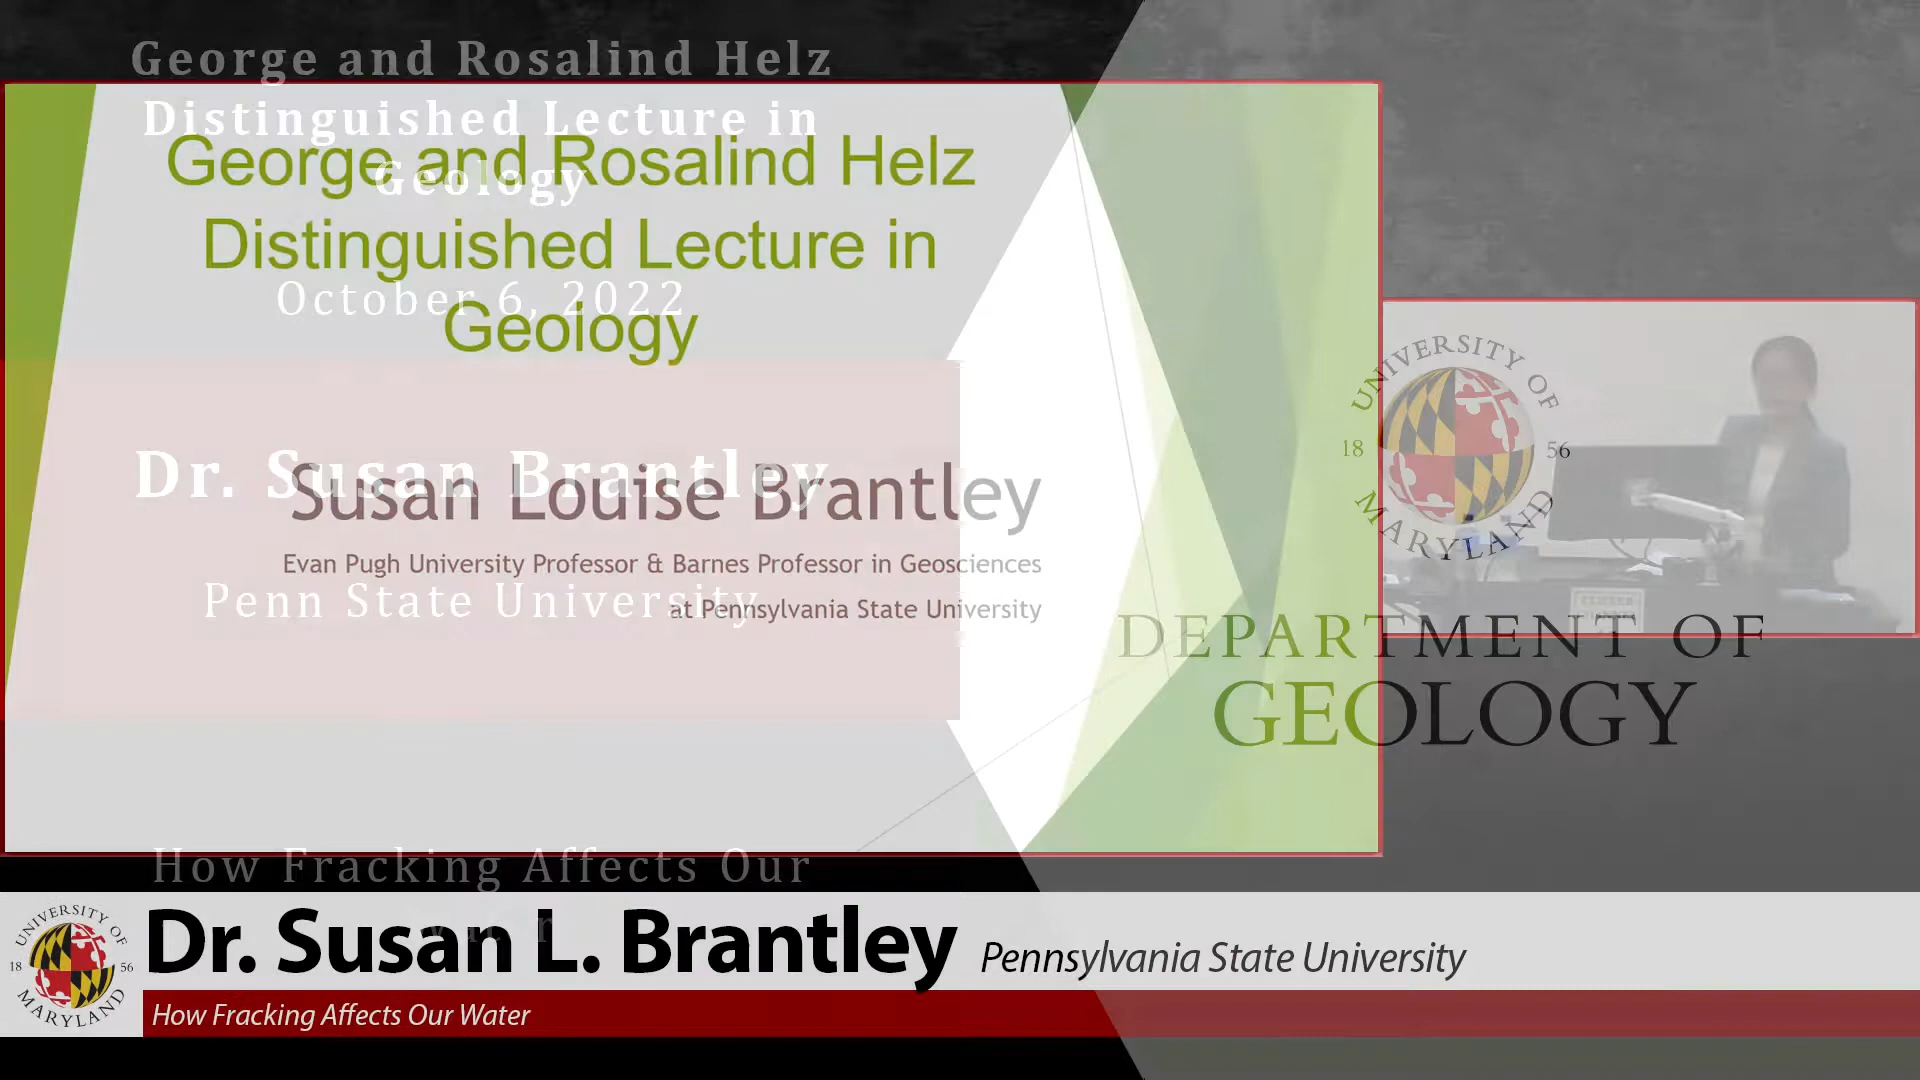 George and Rosalind Helz
Distinguished Lecture in
Geology
October 6, 2022
Dr. Susan Brantley
Penn State University
How Fracking Affects Our
George and Rosalind Helz
Distinguished Lecture in
Geology
Susan Louise Brantley
Evan Pugh University Professor & Barnes Professor in Geosciences
at Pennsylvania State University
UNIVERSITY OF
18 56
MARYLAND
DEPARTMENT OF
GEOLOGY
UNIVERSITY OF
18 56
MARYLAND
Dr. Susan L. Brantley Pennsylvania State University
How Fracking Affects Our Water